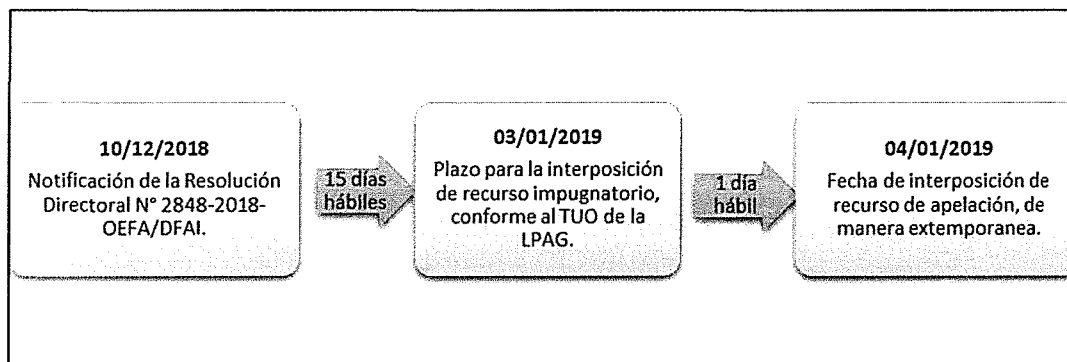 10/12/2018
Notificación de la Resolución
Directoral N° 2848-2018-
OEFA/DFAI.
15 días
hábiles
03/01/2019
Plazo para la interposición
de recurso impugnatorio,
conforme al TUO de la
LPAG.
1 día
hábil
04/01/2019
Fecha de interposición de
recurso de apelación, de
manera extemporanea.